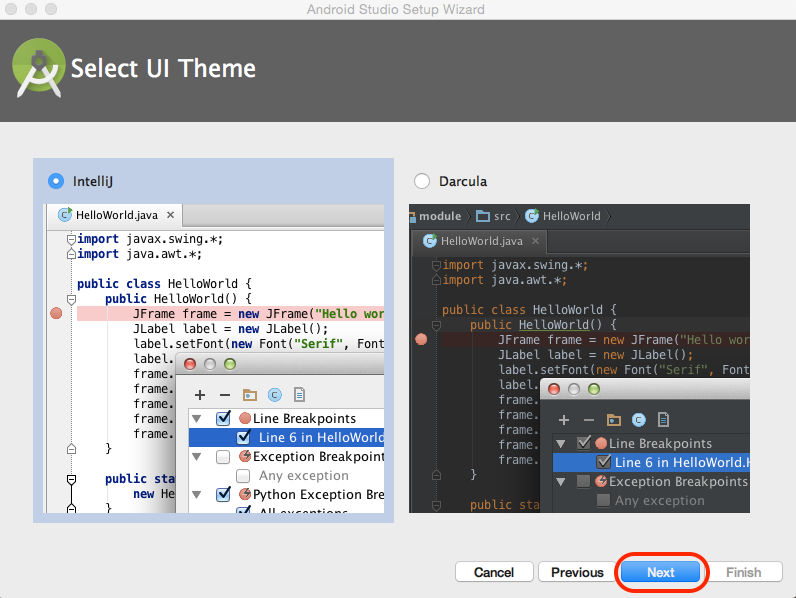 Android Studio Setup Wizard
Select UI Theme
IntelliJ
HelloWorld.java ×
import javax.swing.*;
import java.awt.*;
public class HelloWorld {
public HelloWorld() {
JFrame frame = new JFrame("Hello wor
JLabel label = new JLabel();
label.setFont(new Font("Serif", Font
label.
frame.
frame.
frame.
frame.
frame.
}
public sta
new He
}
+ −
Line Breakpoints
Line 6 in HelloWorld
Exception Breakpoint
Any exception
Python Exception Bre
All exceptions
Darcula
module src HelloWorld
HelloWorld.java ×
import javax.swing.*;
import java.awt.*;
public class HelloWorld {
public HelloWorld() {
JFrame frame = new JFrame("Hello wor
JLabel label = new JLabel();
label.setFont(new Font("Serif", Font
label.
frame.
frame.
frame.
frame.
frame.
}
public sta
+ −
Line Breakpoints
Line 6 in HelloWorld.H
Exception Breakpoints
Any exception
Cancel Previous Next Finish